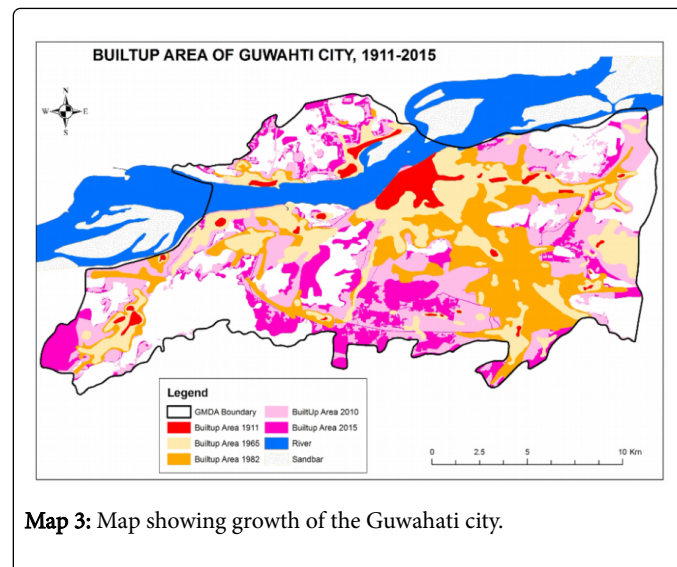 BUILTUP AREA OF GUWAHTI CITY, 1911-2015
N
W E
S
Legend
GMDA Boundary
Builtup Area 1911
Builtup Area 1965
Builtup Area 1982
BuiltUp Area 2010
Builtup Area 2015
River
Sandbar
0 2.5 5 10 Km
Map 3: Map showing growth of the Guwahati city.